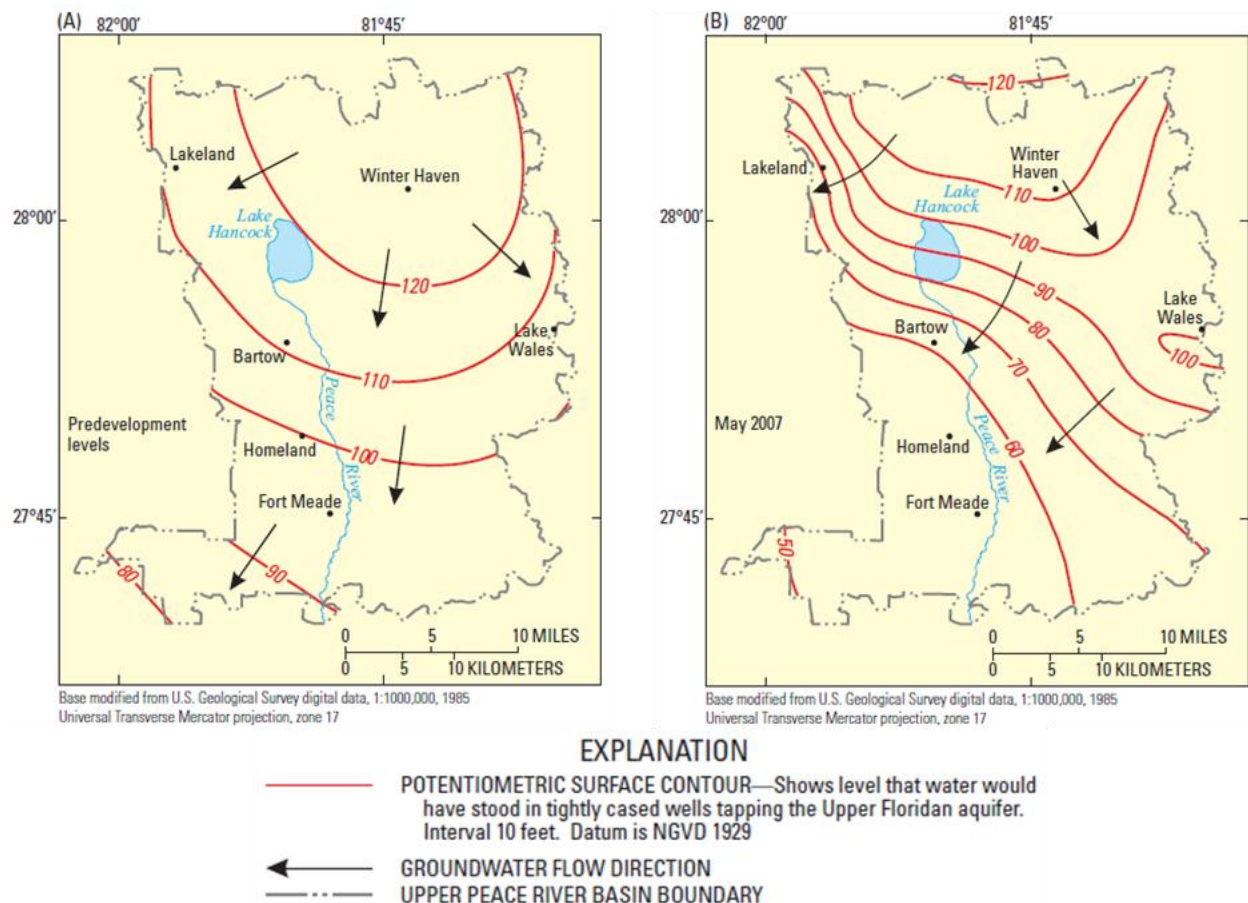 (A)
82°00′
81°45′
Lakeland
Winter Haven
28°00′
Lake
Hancock
120
Lake
Wales
Bartow
110
Peace
River
Predevelopment
levels
Homeland
100
Fort Meade
27°45′
90
80
0 5 10 MILES
0 5 10 KILOMETERS
Base modified from U.S. Geological Survey digital data, 1:1000,000, 1985
Universal Transverse Mercator projection, zone 17
(B)
82°00′
81°45′
120
Lakeland
Winter
Haven
110
Lake
Hancock
28°00′
100
90
Lake
Wales
80
Bartow
100
70
May 2007
Peace River
Homeland
60
Fort Meade
27°45′
50
0 5 10 MILES
0 5 10 KILOMETERS
Base modified from U.S. Geological Survey digital data, 1:1000,000, 1985
Universal Transverse Mercator projection, zone 17
EXPLANATION
POTENTIOMETRIC SURFACE CONTOUR—Shows level that water would
have stood in tightly cased wells tapping the Upper Floridan aquifer.
Interval 10 feet. Datum is NGVD 1929
GROUNDWATER FLOW DIRECTION
UPPER PEACE RIVER BASIN BOUNDARY